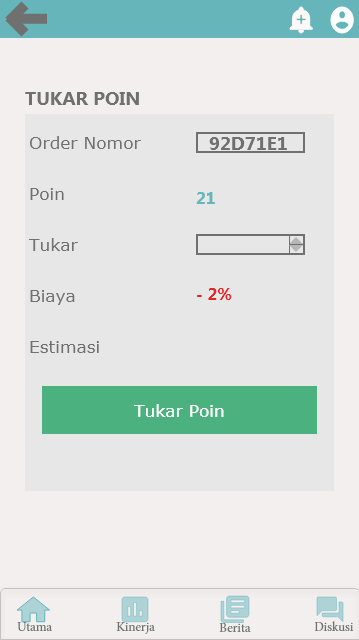 TUKAR POIN
Order Nomor 92D71E1
Poin 21
Tukar
Biaya - 2%
Estimasi
Tukar Poin
Utama Kinerja Berita Diskusi